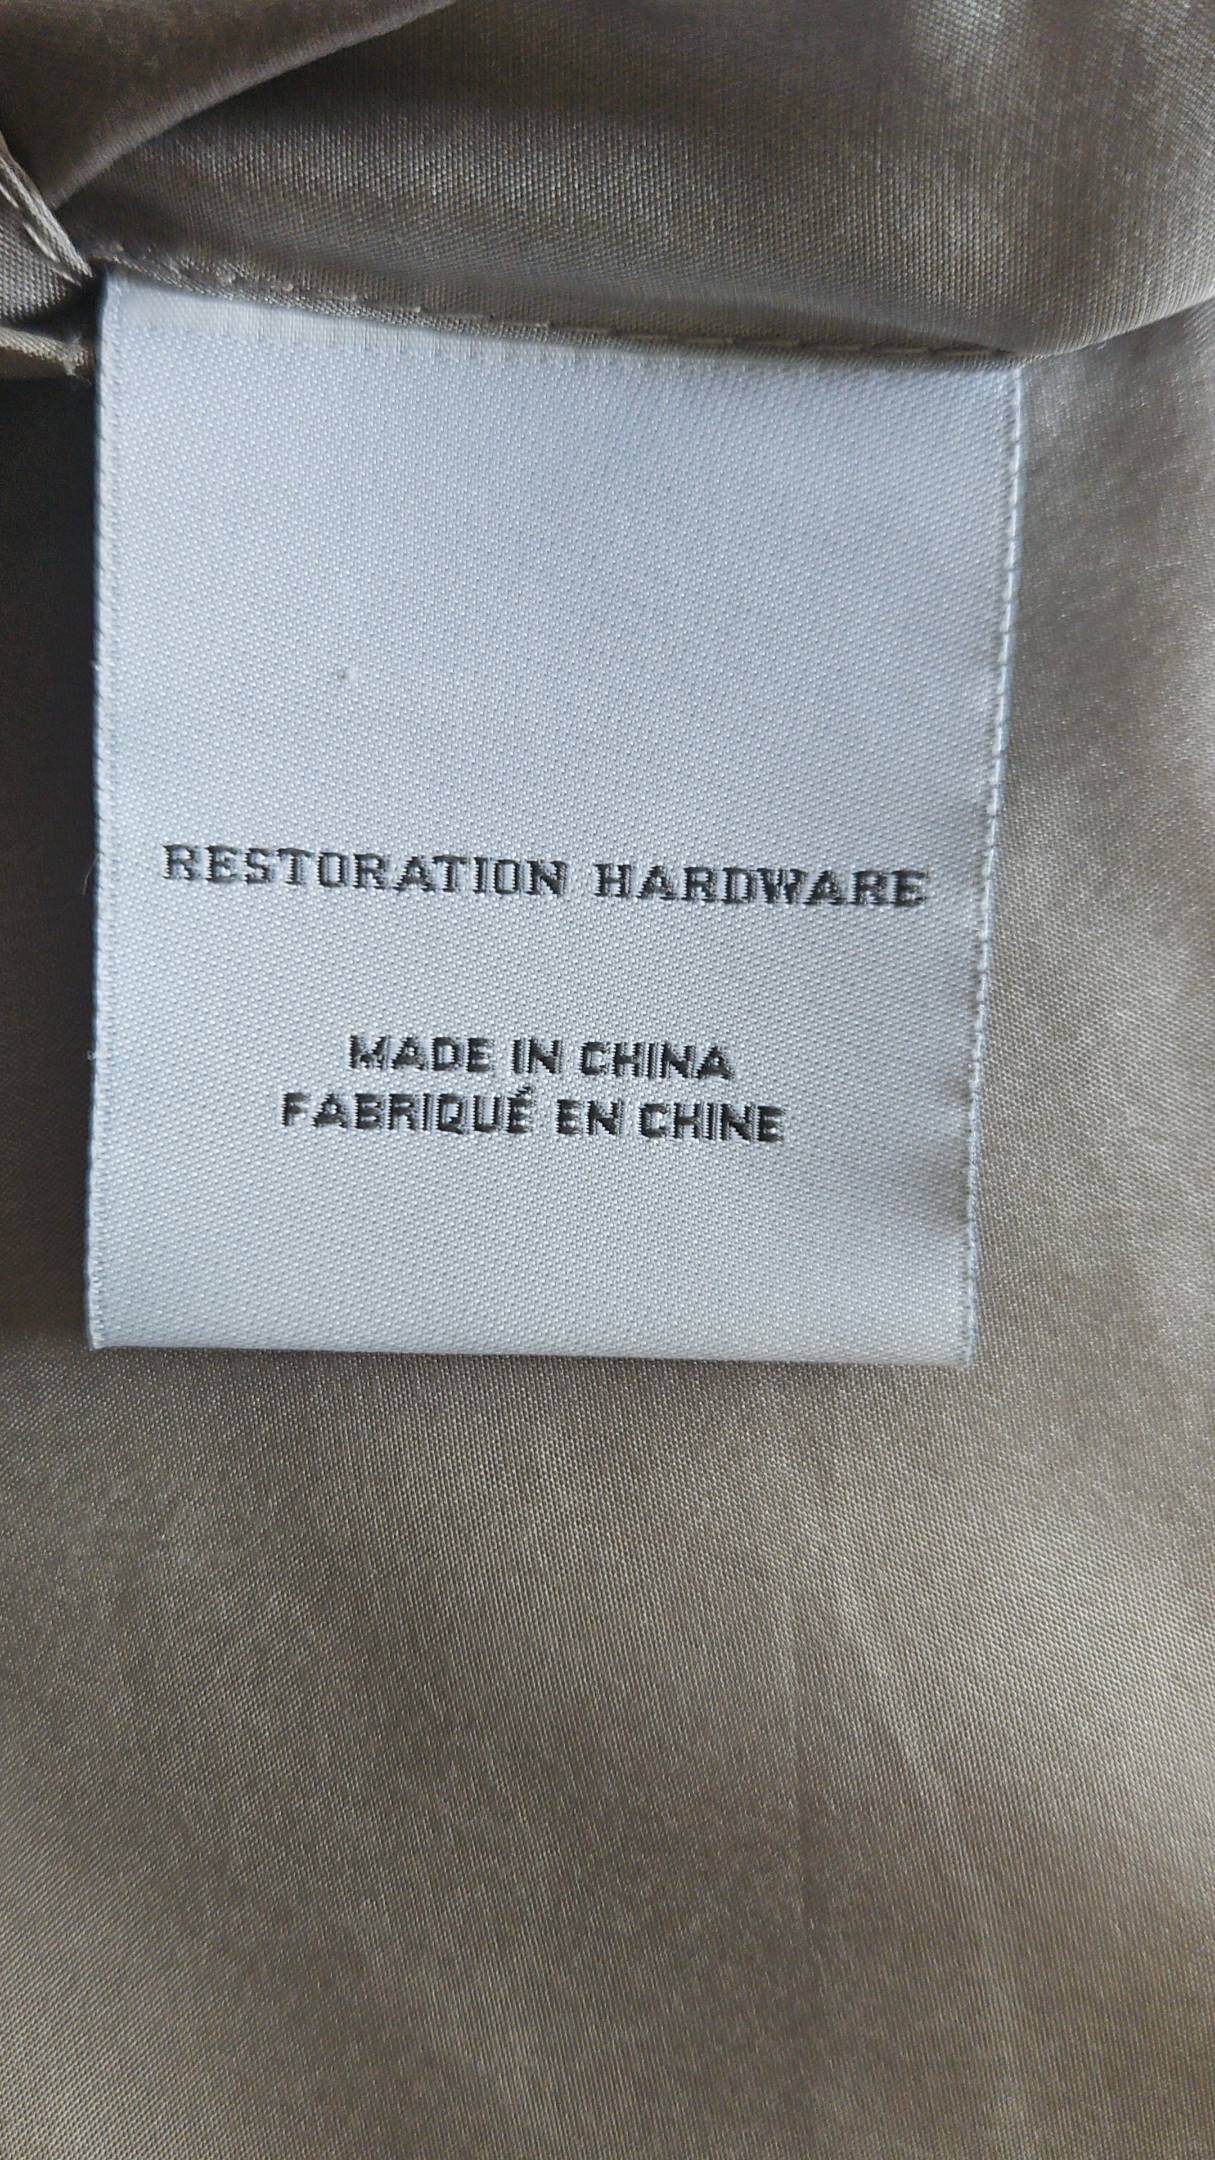 RESTORATION HARDWARE
MADE IN CHINA
FABRIQUÉ EN CHINE